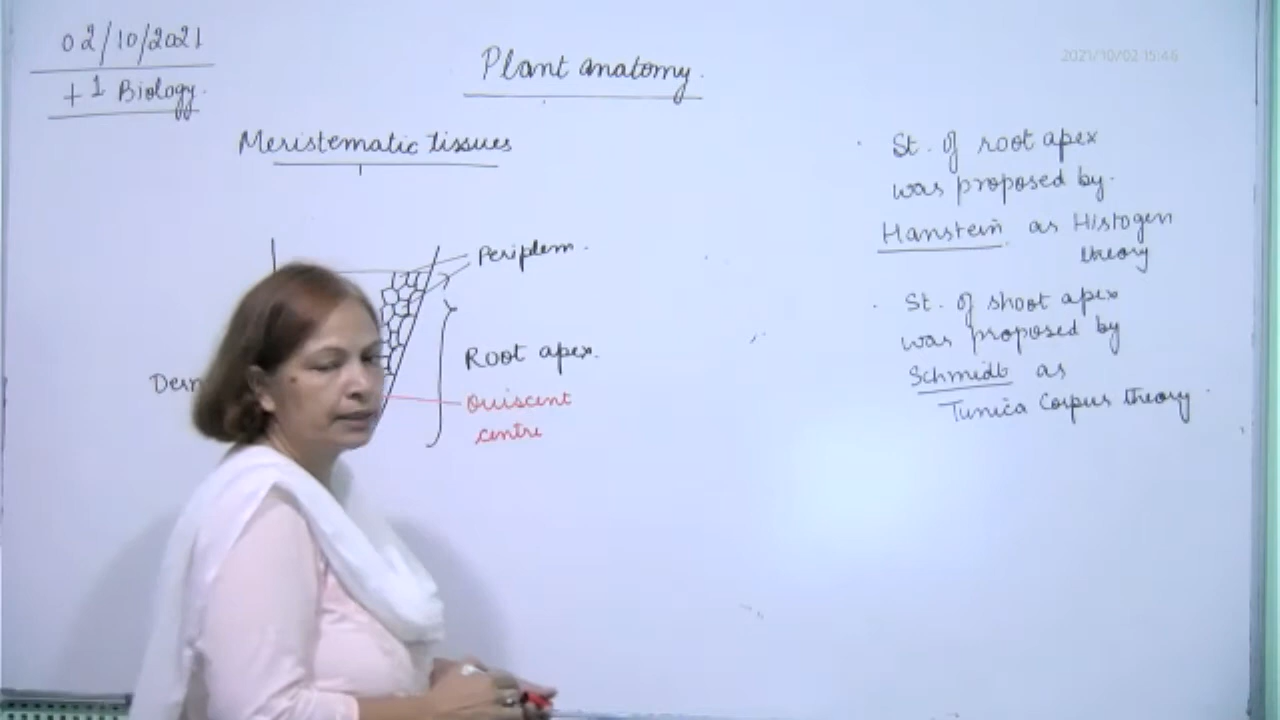 02/10/2021
+1 Biology.
Plant anatomy.
2021/10/02 15:46
Meristematic tissues
Periplem.
Root apex.
Quiscent
centre
St. of root apex
was proposed by.
Hanstein as Histogen
theory
St. of shoot apex
was proposed by
Schmidt as
Tunica Corpus theory.